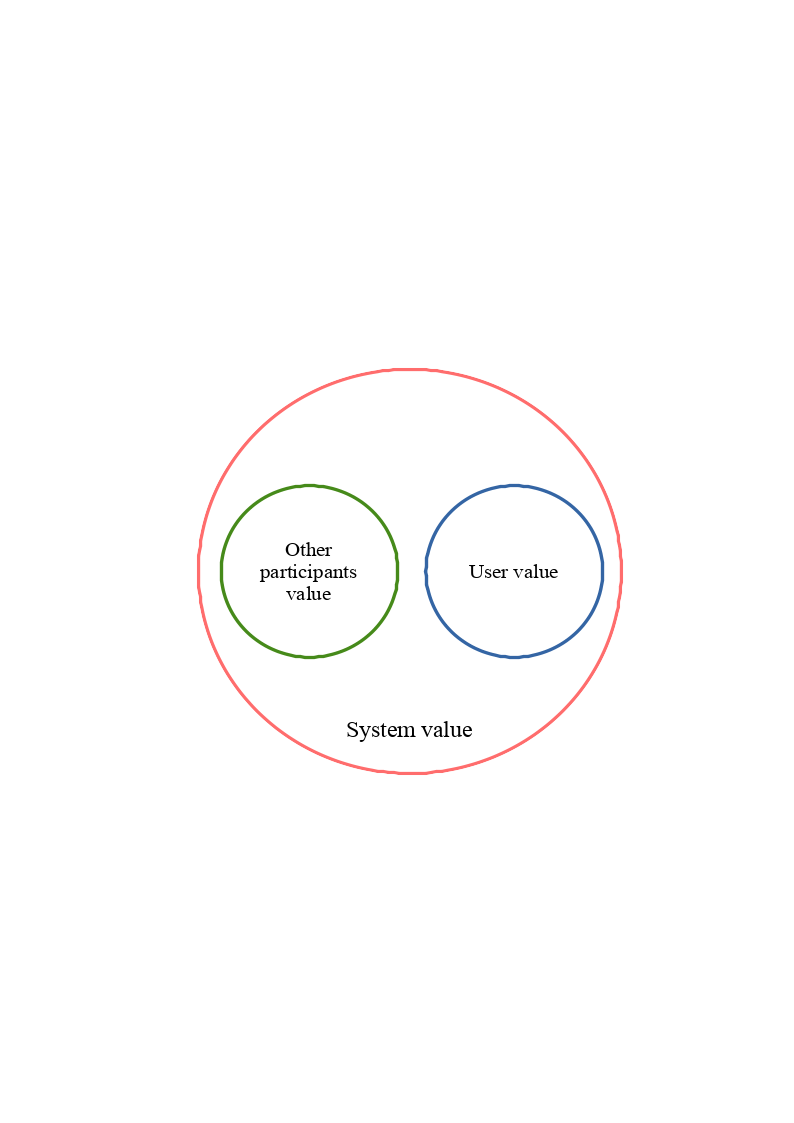 Other
participants
value
User value
System value